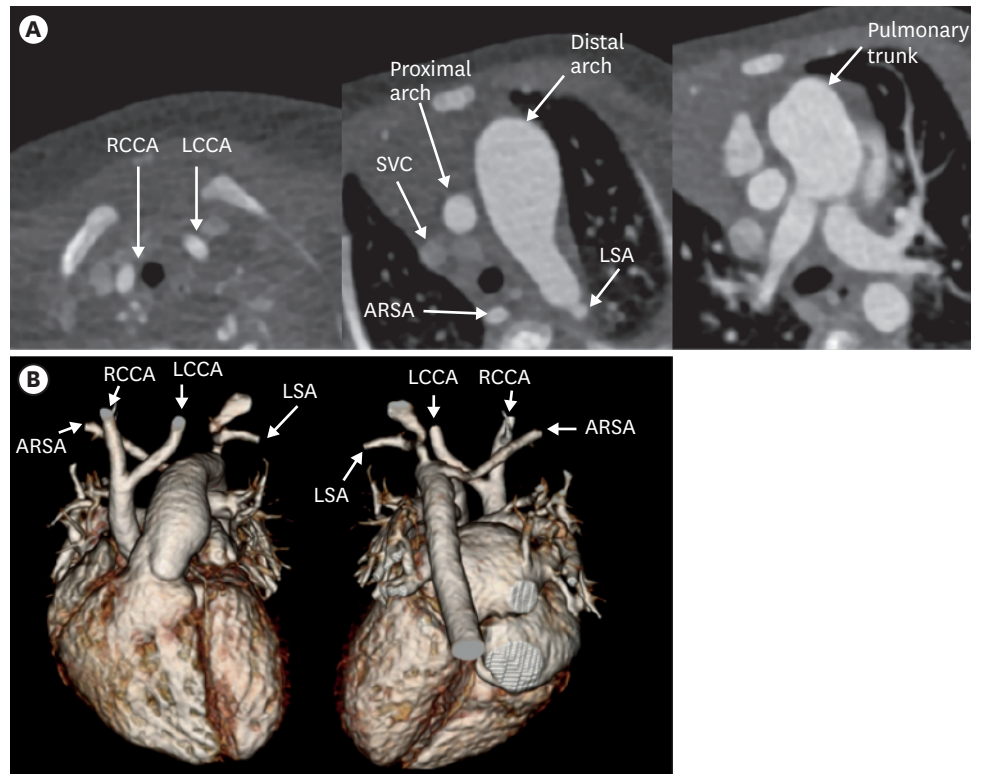 A
RCCA LCCA
Proximal
arch
SVC
ARSA
Distal
arch
LSA
Pulmonary
trunk
B
RCCA
LCCA
LSA
ARSA
LCCA
RCCA
ARSA
LSA